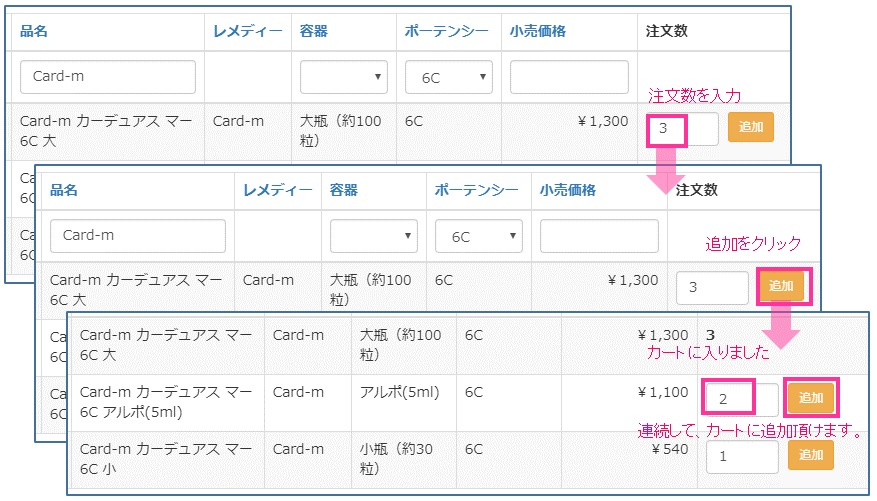 品名 レメディー 容器 ポーテンシー 小売価格 注文数
Card-m 6C
注文数を入力
Card-m カーデュアス マー Card-m 大瓶（約100 6C ￥1,300 3 追加
6C 大 粒）
Ca
6C
Ca
6C
品名 レメディー 容器 ポーテンシー 小売価格 注文数
Card-m 6C
追加をクリック
Card-m カーデュアス マー Card-m 大瓶（約100 6C ￥1,300 3 追加
6C 大 粒）
Ca
6C
Ca
6C
Card-m カーデュアス マー Card-m 大瓶（約100 6C ￥1,300 3
6C 大 粒）
カートに入りました
Card-m カーデュアス マー Card-m アルポ(5ml) 6C ￥1,100 2 追加
6C アルポ(5ml)
連続して、カートに追加頂けます。
Card-m カーデュアス マー Card-m 小瓶（約30 6C ￥540 1 追加
6C 小 粒）